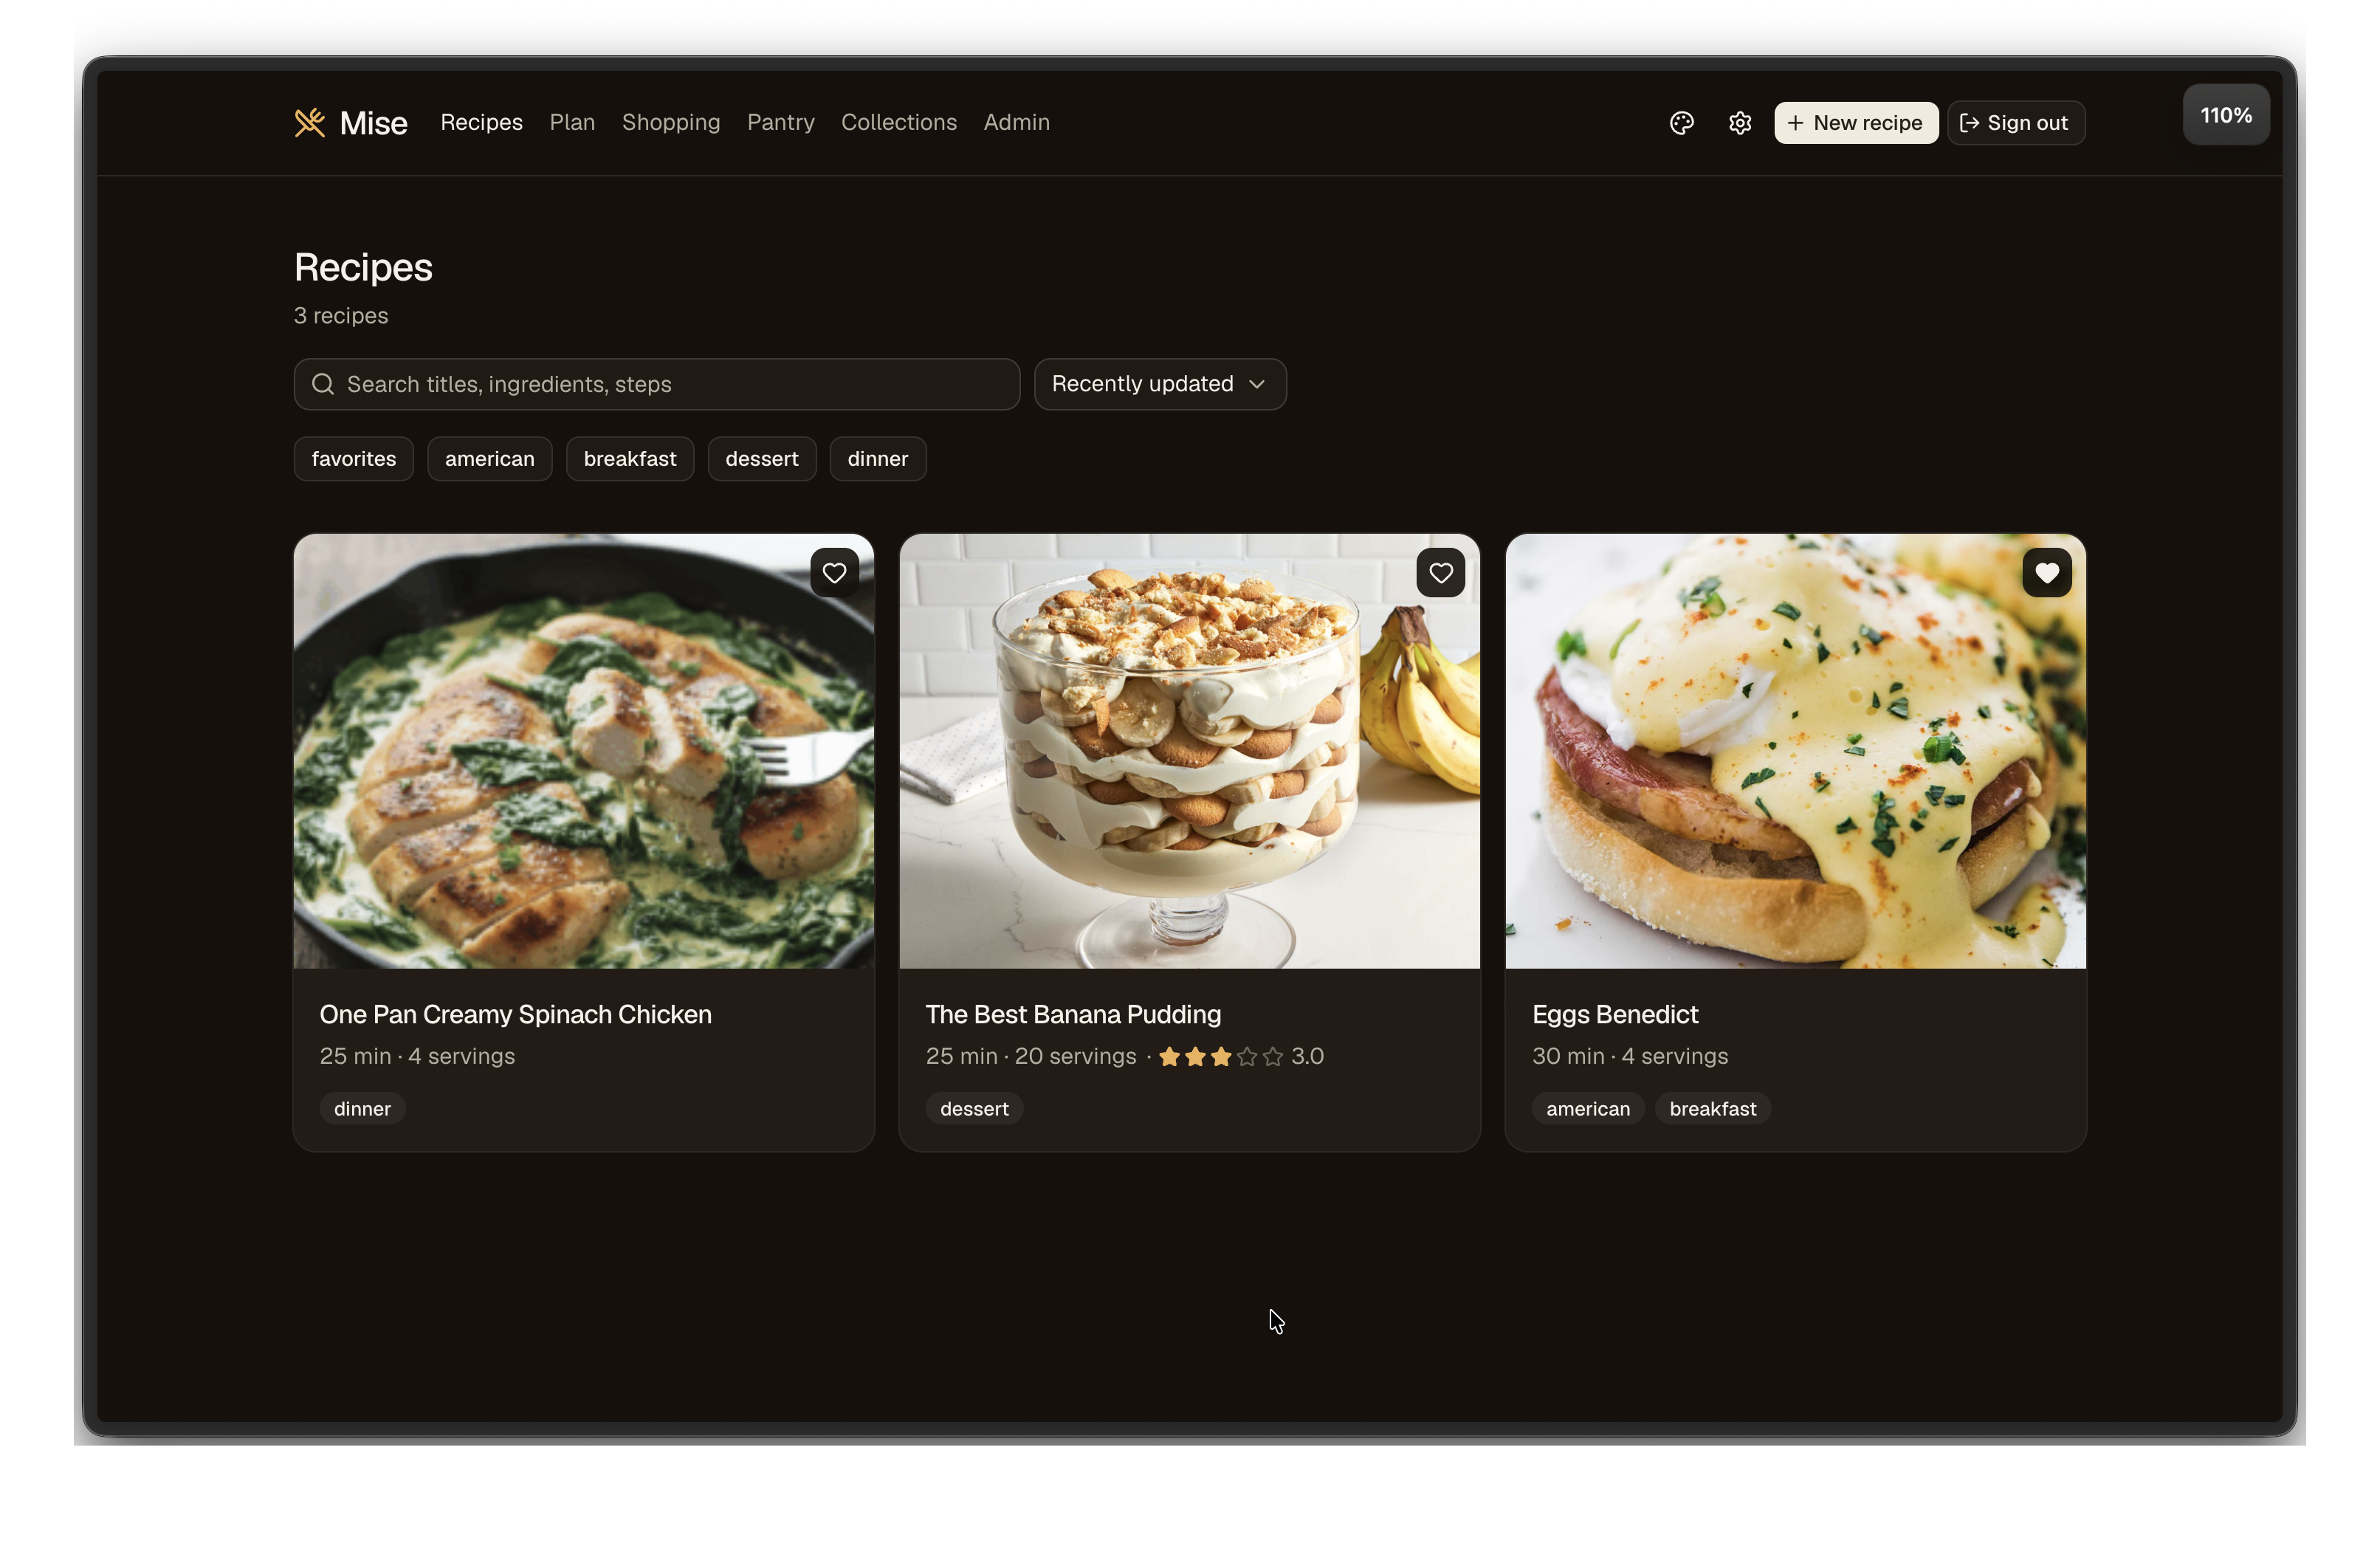 Mise Recipes Plan Shopping Pantry Collections Admin New recipe Sign out 110%
Recipes
3 recipes
Search titles, ingredients, steps Recently updated
favorites american breakfast dessert dinner
One Pan Creamy Spinach Chicken
25 min · 4 servings
dinner
The Best Banana Pudding
25 min · 20 servings · 3.0
dessert
Eggs Benedict
30 min · 4 servings
american breakfast